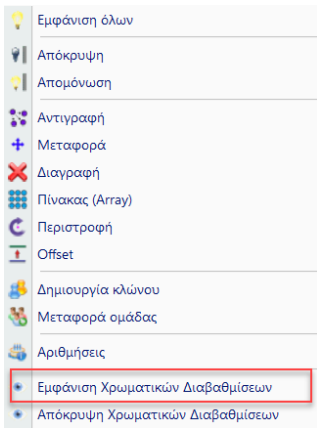 Εμφάνιση όλων
Απόκρυψη
Απομόνωση
Αντιγραφή
Μεταφορά
Διαγραφή
Πίνακας (Array)
Περιστροφή
Offset
Δημιουργία κλώνου
Μεταφορά ομάδας
Αριθμήσεις
Εμφάνιση Χρωματικών Διαβαθμίσεων
Απόκρυψη Χρωματικών Διαβαθμίσεων